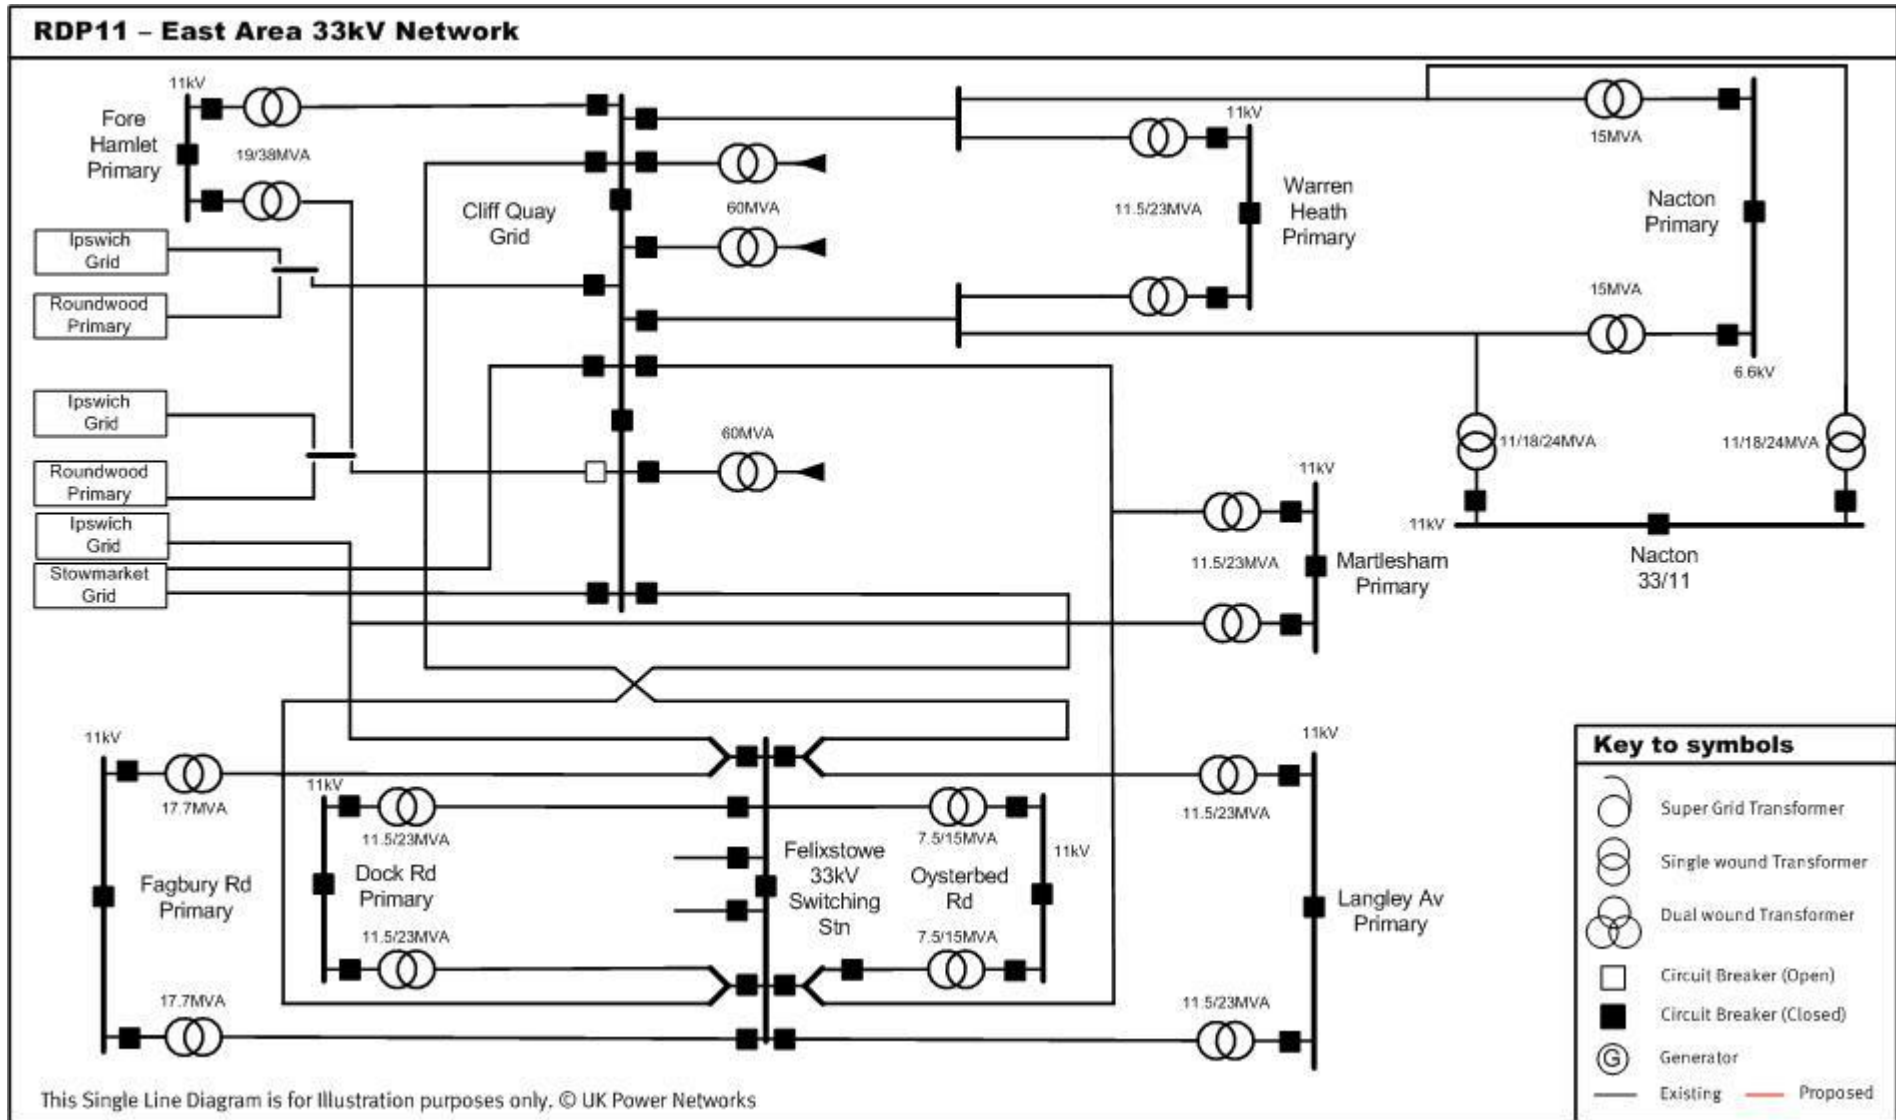 RDP11 – East Area 33kV Network
11kV
Fore
Hamlet
Primary
19/38MVA
Cliff Quay
Grid
60MVA
60MVA
Ipswich
Grid
Roundwood
Primary
Ipswich
Grid
Roundwood
Primary
Ipswich
Grid
Stowmarket
Grid
11kV
11.5/23MVA
Warren
Heath
Primary
15MVA
Nacton
Primary
15MVA
6.6kV
11/18/24MVA
11/18/24MVA
11kV
Nacton
33/11
11kV
11.5/23MVA
Martlesham
Primary
11kV
17.7MVA
Fagbury Rd
Primary
17.7MVA
11kV
11.5/23MVA
Dock Rd
Primary
11.5/23MVA
Felixstowe
33kV
Switching
Stn
7.5/15MVA
11kV
Oysterbed
Rd
7.5/15MVA
11kV
11.5/23MVA
Langley Av
Primary
11.5/23MVA
Key to symbols
Super Grid Transformer
Single wound Transformer
Dual wound Transformer
Circuit Breaker (Open)
Circuit Breaker (Closed)
G Generator
Existing Proposed
This Single Line Diagram is for Illustration purposes only. © UK Power Networks